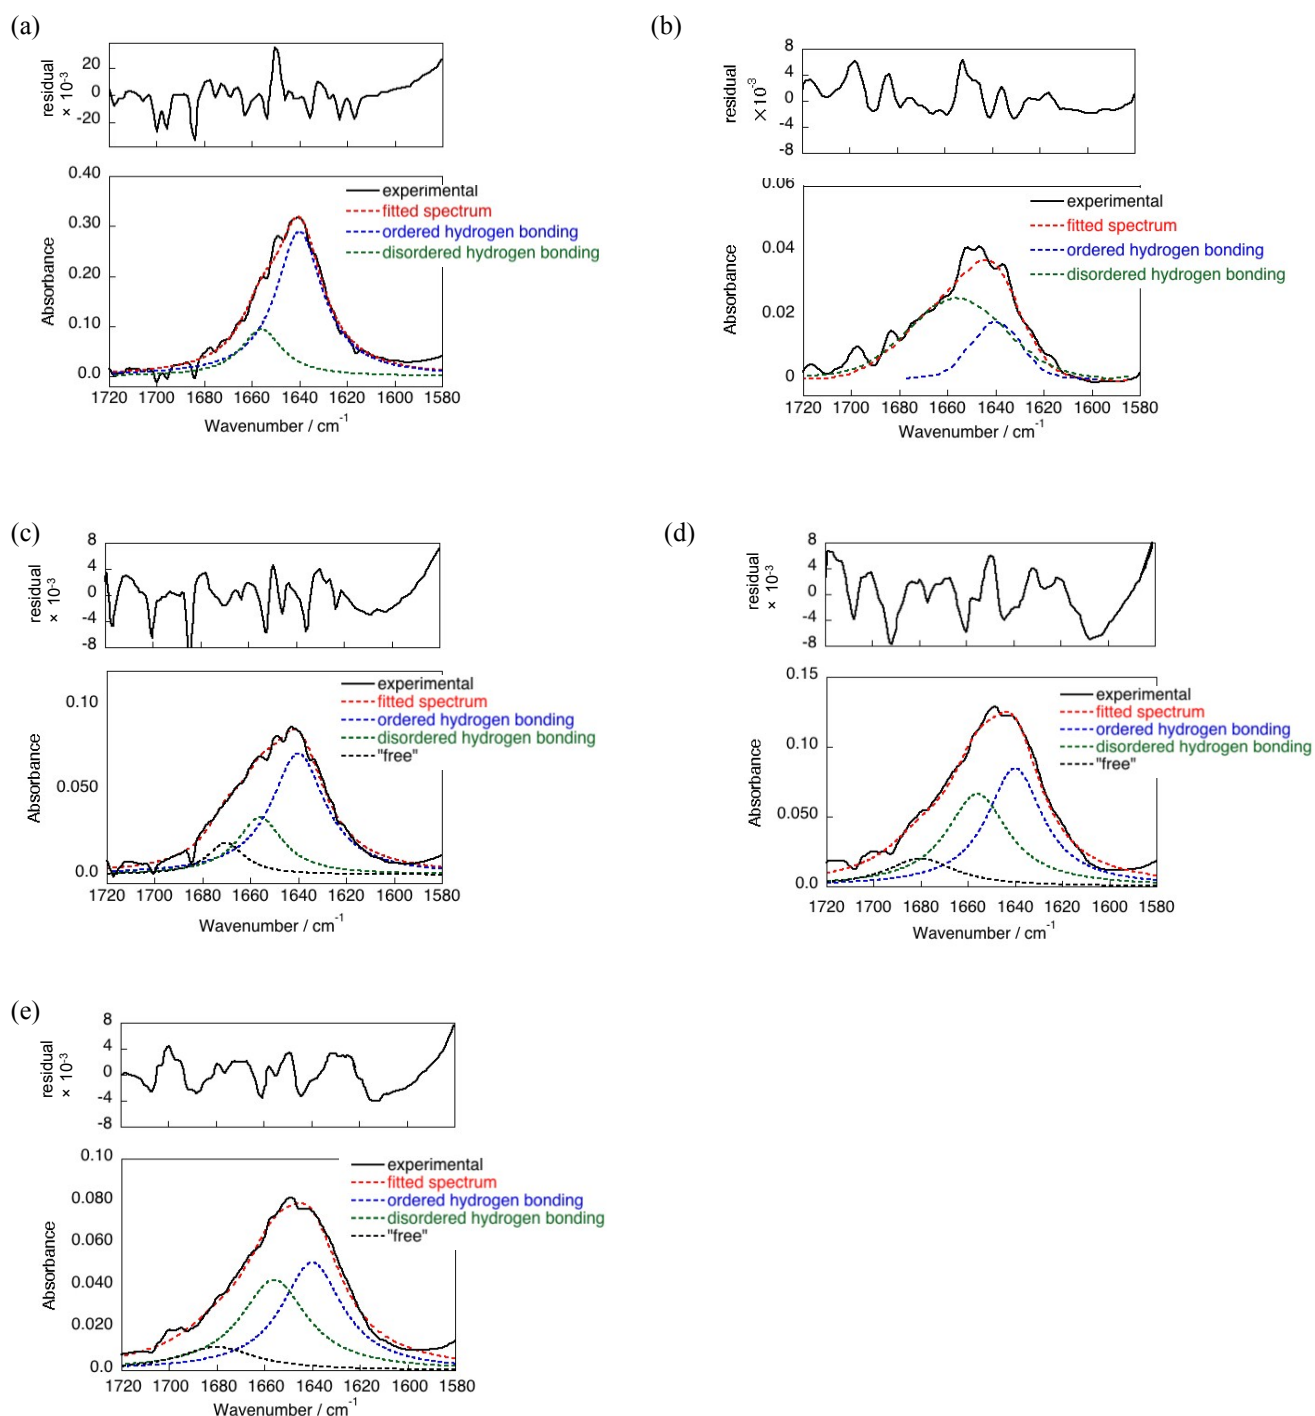 (a)
residual
× 10-3
20
0
-20
0.40
0.30
0.20
0.10
0.0
Absorbance
experimental
fitted spectrum
ordered hydrogen bonding
disordered hydrogen bonding
1720 1700 1680 1660 1640 1620 1600 1580
Wavenumber / cm-1
(b)
residual
×10-3
8
4
0
-4
-8
0.06
0.04
0.02
0
Absorbance
experimental
fitted spectrum
ordered hydrogen bonding
disordered hydrogen bonding
1720 1700 1680 1660 1640 1620 1600 1580
Wavenumber / cm-1
(c)
residual
× 10-3
8
4
0
-4
-8
0.10
0.050
0.0
Absorbance
experimental
fitted spectrum
ordered hydrogen bonding
disordered hydrogen bonding
"free"
1720 1700 1680 1660 1640 1620 1600 1580
Wavenumber / cm-1
(d)
residual
× 10-3
8
4
0
-4
-8
0.15
0.10
0.050
0.0
Absorbance
experimental
fitted spectrum
ordered hydrogen bonding
disordered hydrogen bonding
"free"
1720 1700 1680 1660 1640 1620 1600 1580
Wavenumber / cm-1
(e)
residual
× 10-3
8
4
0
-4
-8
0.10
0.080
0.060
0.040
0.020
0.0
Absorbance
experimental
fitted spectrum
ordered hydrogen bonding
disordered hydrogen bonding
"free"
1720 1700 1680 1660 1640 1620 1600 1580
Wavenumber / cm-1